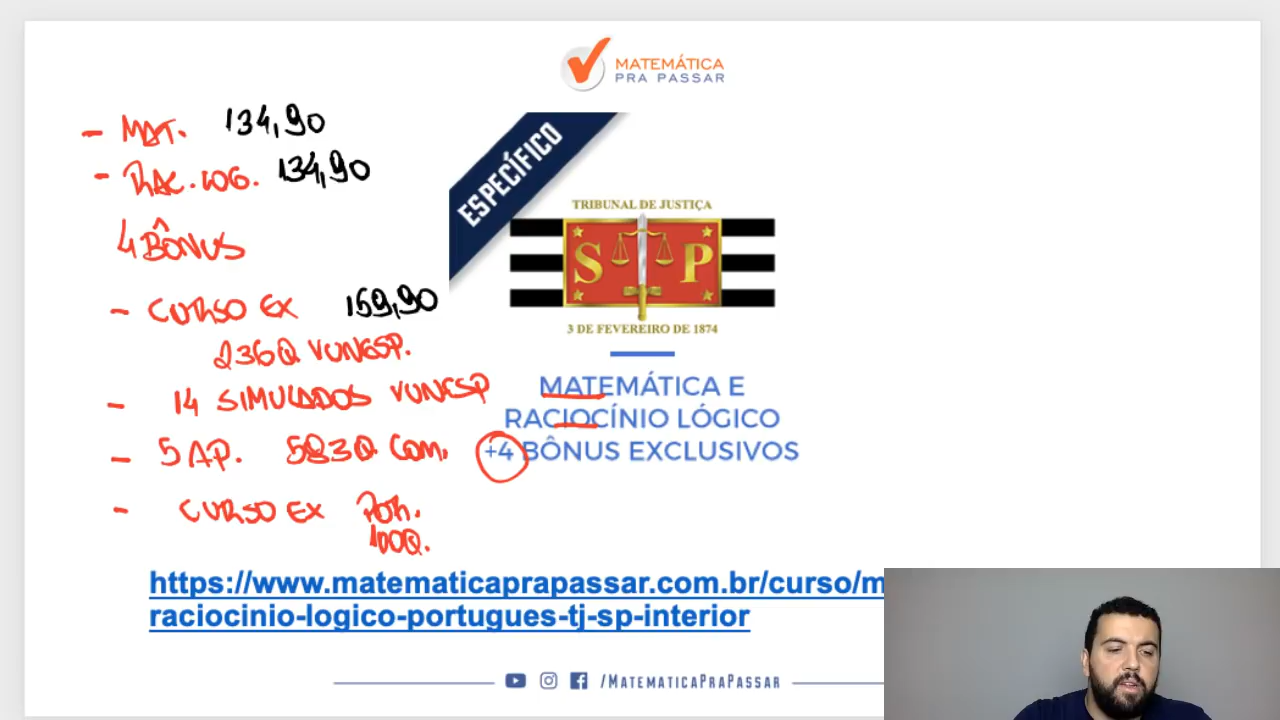 MATEMÁTICA
PRA PASSAR
- MAT. 134,90
- RAC. LOG. 134,90
4 BÔNUS
- CURSO EX 159,90
236Q VUNESP.
- 14 SIMULADOS VUNESP
- 5 AP. 583Q COM.
- CURSO EX POR.
100Q.
ESPECÍFICO
TRIBUNAL DE JUSTIÇA
S P
3 DE FEVEREIRO DE 1874
MATEMÁTICA E
RACIOCÍNIO LÓGICO
+4 BÔNUS EXCLUSIVOS
https://www.matematicaprapassar.com.br/curso/m
raciocinio-logico-portugues-tj-sp-interior
/MATEMATICAPRAPASSAR